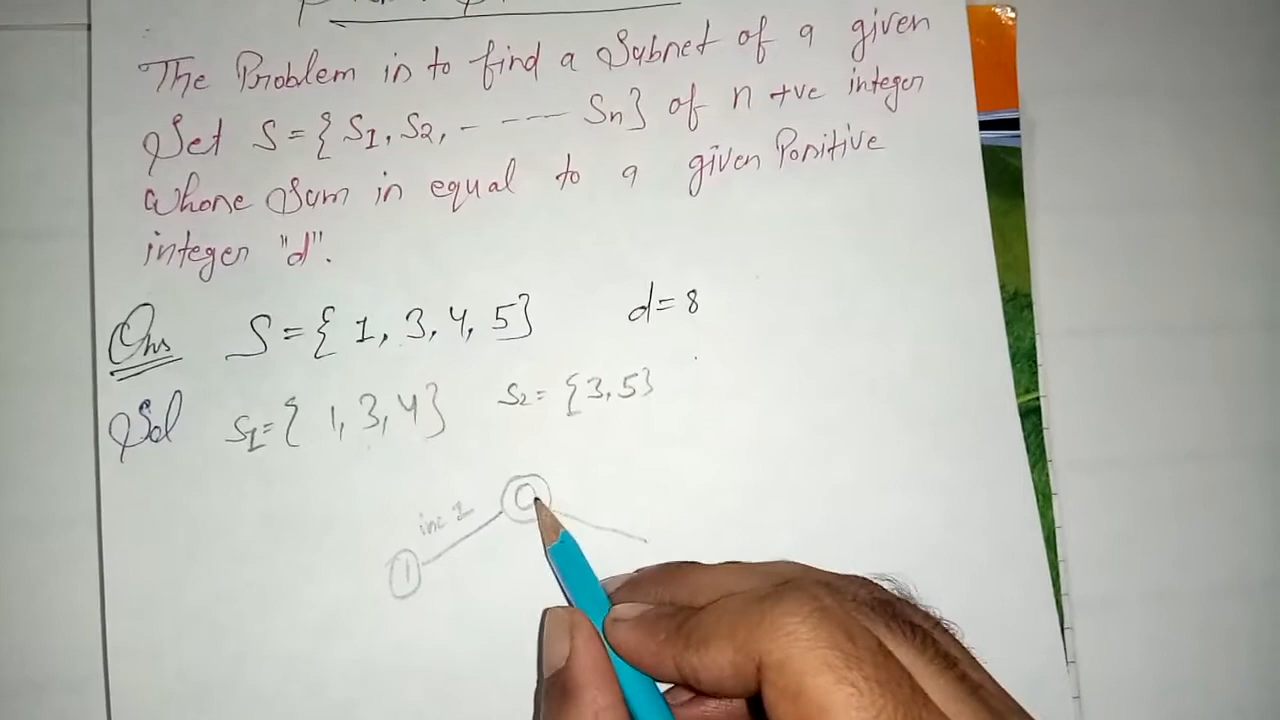 The Problem is to find a Subset of a given
Set S = { S1, S2, - ---- Sn} of n +ve integer
whose Sum is equal to a given Positive
integer "d".
Ons S = { 1, 3, 4, 5} d = 8
Sol S1 = { 1, 3, 4} S2 = {3, 5}
0
inc 1
1